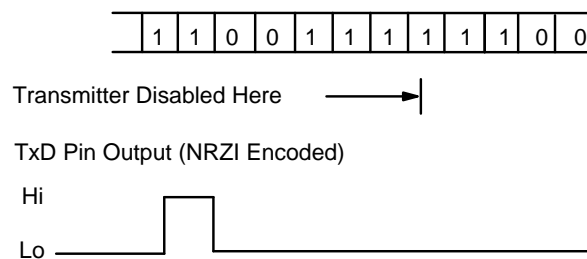 1 1 0 0 1 1 1 1 1 1 0 0
Transmitter Disabled Here
TxD Pin Output (NRZI Encoded)
Hi
Lo